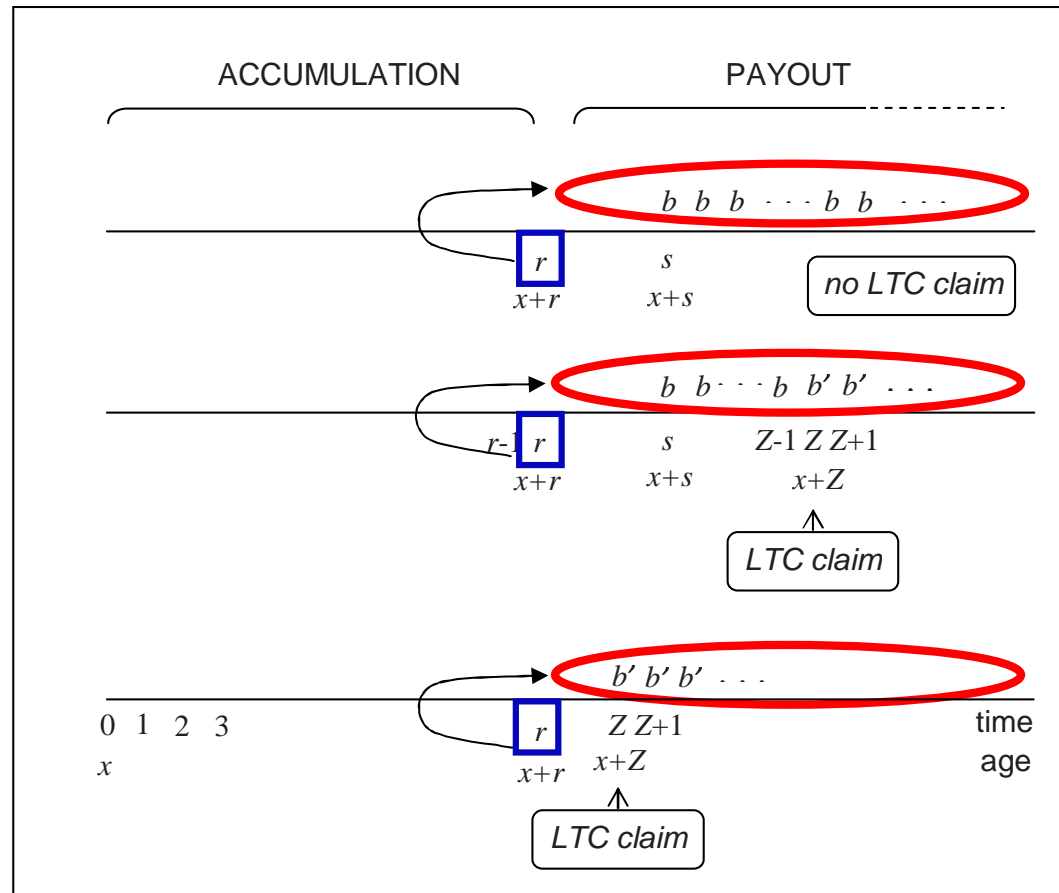 ACCUMULATION PAYOUT
b b b · · · b b · · ·
r s
x+r x+s
no LTC claim
b b · · · b b' b' · · ·
r-1 r s Z-1 Z Z+1
x+r x+s x+Z
LTC claim
b' b' b' · · ·
0 1 2 3 r Z Z+1 time
x x+r x+Z age
LTC claim